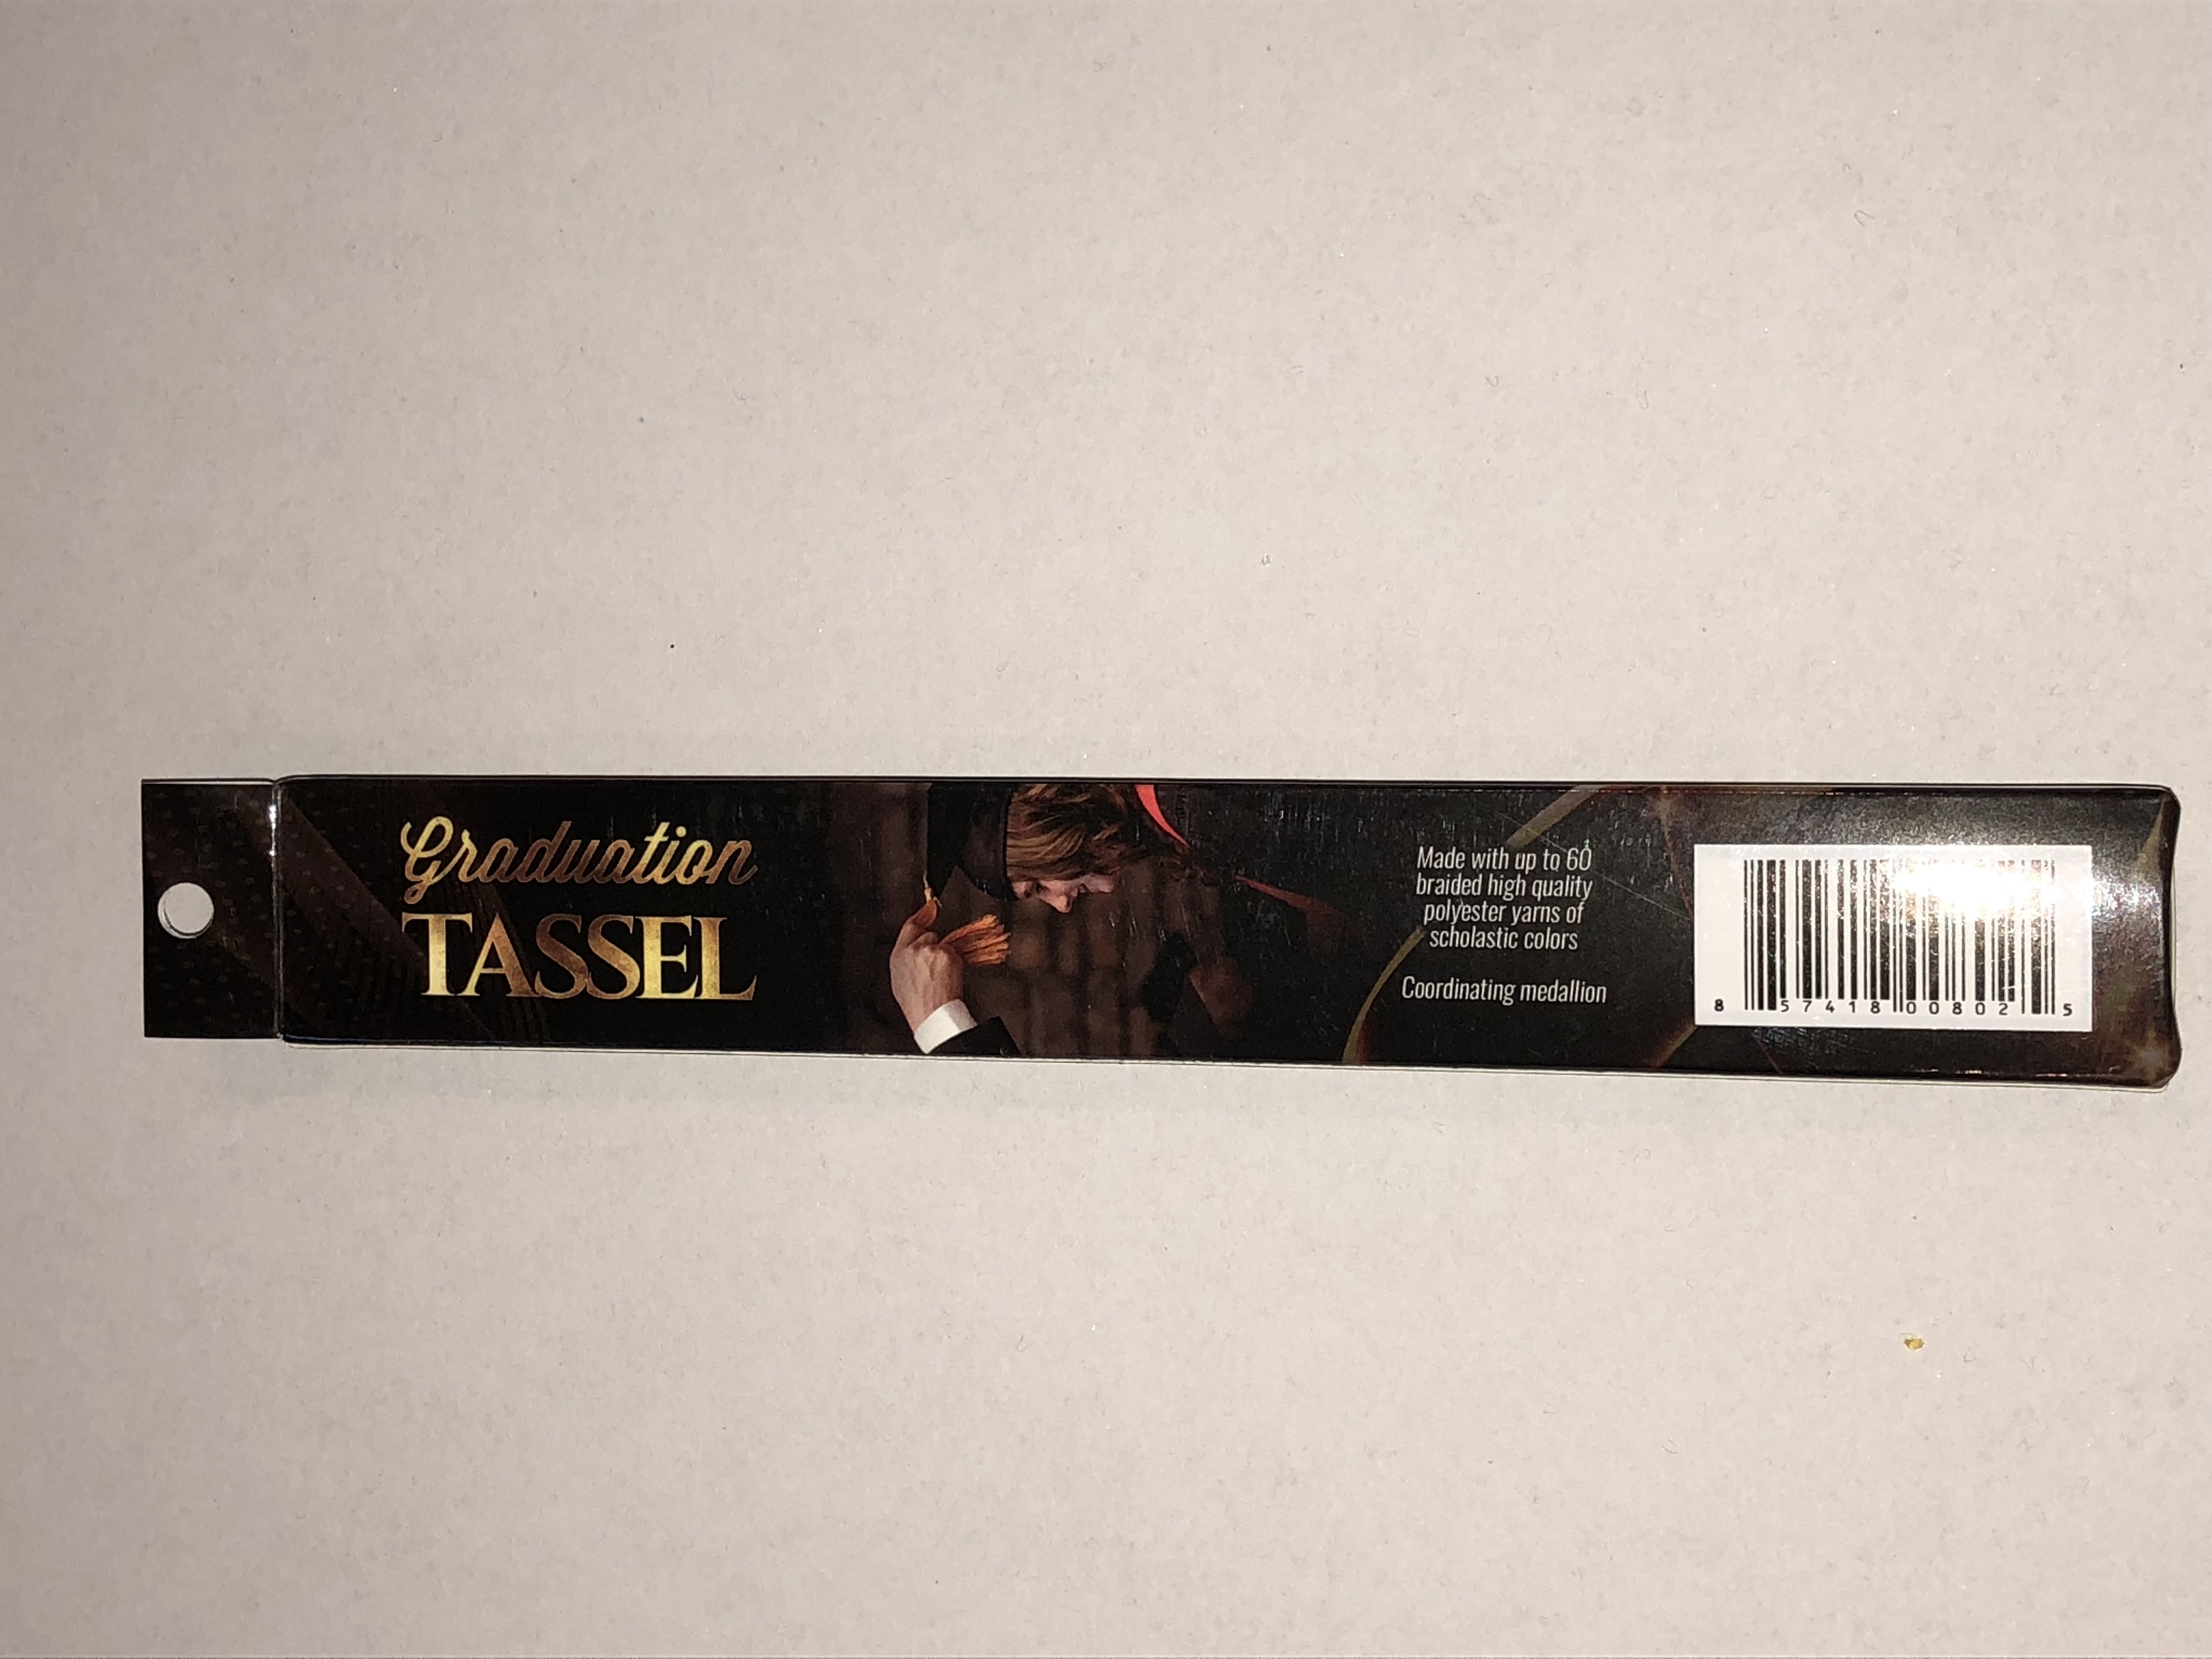 Graduation
TASSEL
Made with up to 60
braided high quality
polyester yarns of
scholastic colors
Coordinating medallion
8 57418 00802 5